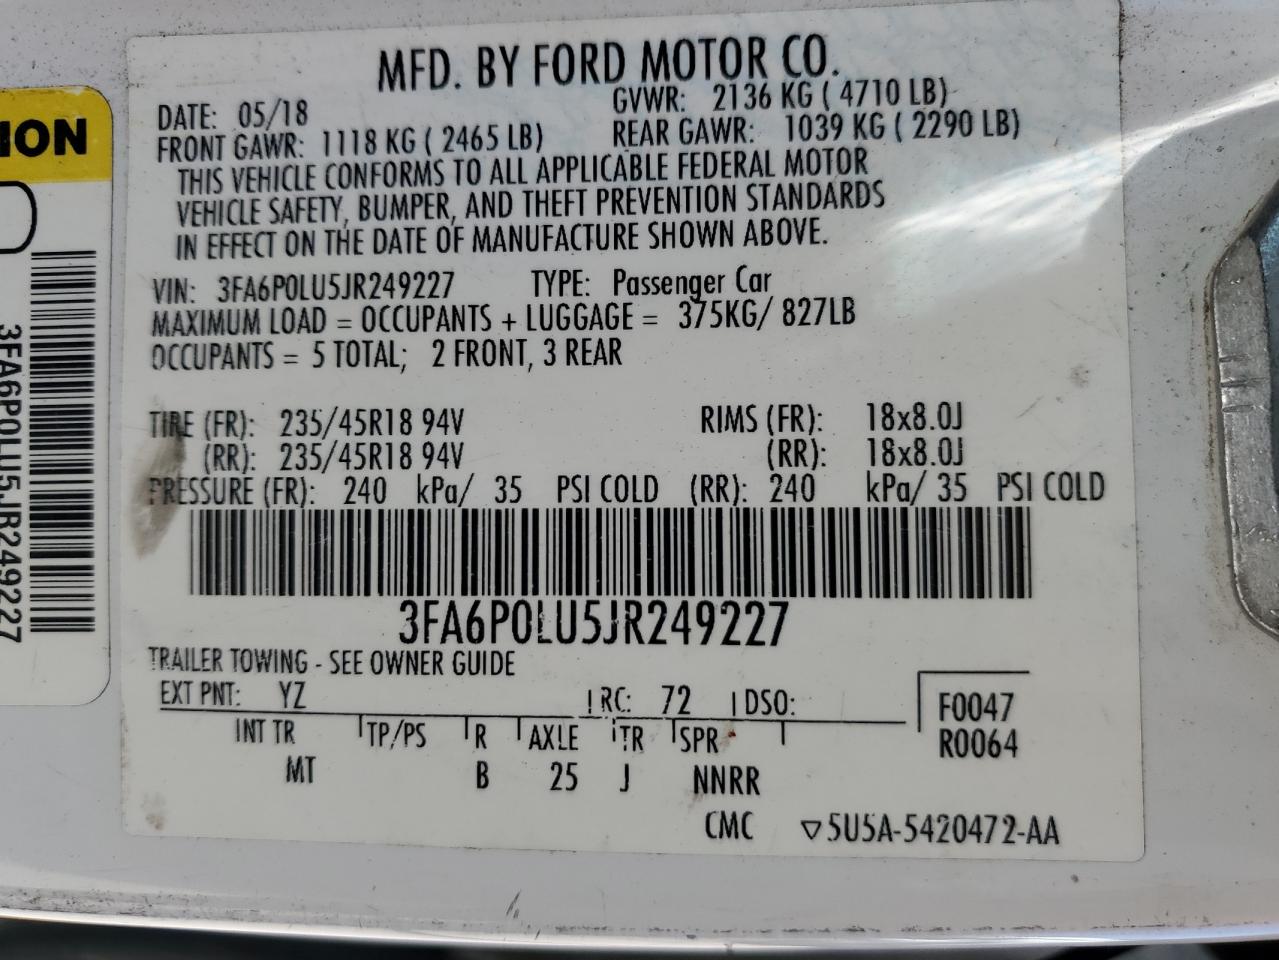 MFD. BY FORD MOTOR CO.
DATE: 05/18 GVWR: 2136 KG ( 4710 LB)
FRONT GAWR: 1118 KG ( 2465 LB) REAR GAWR: 1039 KG ( 2290 LB)
THIS VEHICLE CONFORMS TO ALL APPLICABLE FEDERAL MOTOR
VEHICLE SAFETY, BUMPER, AND THEFT PREVENTION STANDARDS
IN EFFECT ON THE DATE OF MANUFACTURE SHOWN ABOVE.
VIN: 3FA6P0LU5JR249227 TYPE: Passenger Car
MAXIMUM LOAD = OCCUPANTS + LUGGAGE = 375KG/ 827LB
OCCUPANTS = 5 TOTAL; 2 FRONT, 3 REAR
TIRE (FR): 235/45R18 94V RIMS (FR): 18x8.0J
(RR): 235/45R18 94V (RR): 18x8.0J
PRESSURE (FR): 240 kPa/ 35 PSI COLD (RR): 240 kPa/ 35 PSI COLD
3FA6P0LU5JR249227
TRAILER TOWING - SEE OWNER GUIDE
EXT PNT: YZ RC: 72 DSO:
F0047
INT TR TP/PS R AXLE TR SPR
R0064
MT B 25 J NNRR
CMC ▽5U5A-5420472-AA
ION
3FA6P0LU5JR249227